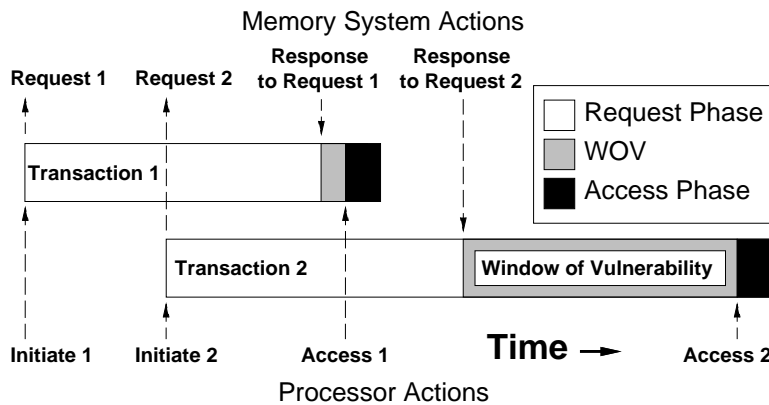 Memory System Actions
Request 1
Request 2
Response
to Request 1
Response
to Request 2
Request Phase
WOV
Access Phase
Transaction 1
Transaction 2
Window of Vulnerability
Initiate 1
Initiate 2
Access 1
Time
Access 2
Processor Actions